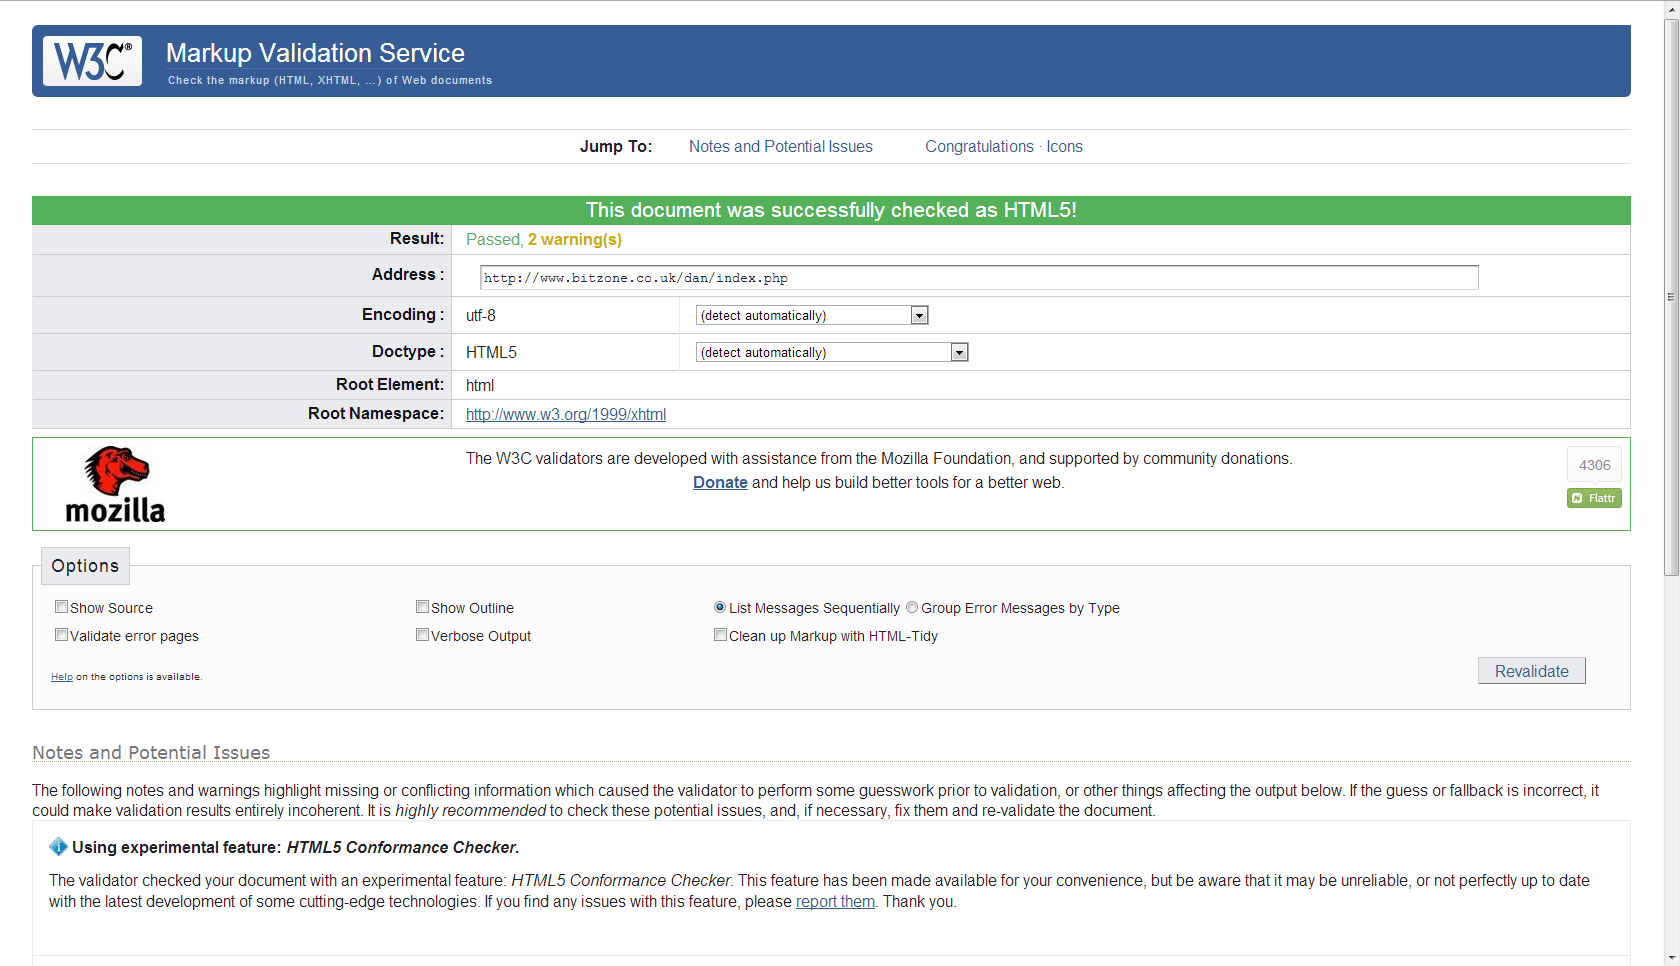 W3C®
Markup Validation Service
Check the markup (HTML, XHTML, ...) of Web documents
Jump To: Notes and Potential Issues Congratulations · Icons
This document was successfully checked as HTML5!
Result: Passed, 2 warning(s)
Address : http://www.bitzone.co.uk/dan/index.php
Encoding : utf-8 (detect automatically)
Doctype : HTML5 (detect automatically)
Root Element: html
Root Namespace: http://www.w3.org/1999/xhtml
mozilla
The W3C validators are developed with assistance from the Mozilla Foundation, and supported by community donations.
Donate and help us build better tools for a better web.
4306
Flattr
Options
Show Source Show Outline List Messages Sequentially Group Error Messages by Type
Validate error pages Verbose Output Clean up Markup with HTML-Tidy
Help on the options is available.
Revalidate
Notes and Potential Issues
The following notes and warnings highlight missing or conflicting information which caused the validator to perform some guesswork prior to validation, or other things affecting the output below. If the guess or fallback is incorrect, it
could make validation results entirely incoherent. It is highly recommended to check these potential issues, and, if necessary, fix them and re-validate the document.
Using experimental feature: HTML5 Conformance Checker.
The validator checked your document with an experimental feature: HTML5 Conformance Checker. This feature has been made available for your convenience, but be aware that it may be unreliable, or not perfectly up to date
with the latest development of some cutting-edge technologies. If you find any issues with this feature, please report them. Thank you.